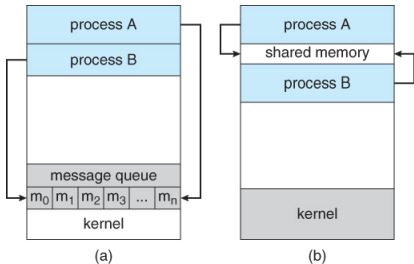 process A
process B
message queue
m0 m1 m2 m3 ... mn
kernel
(a)
process A
shared memory
process B
kernel
(b)